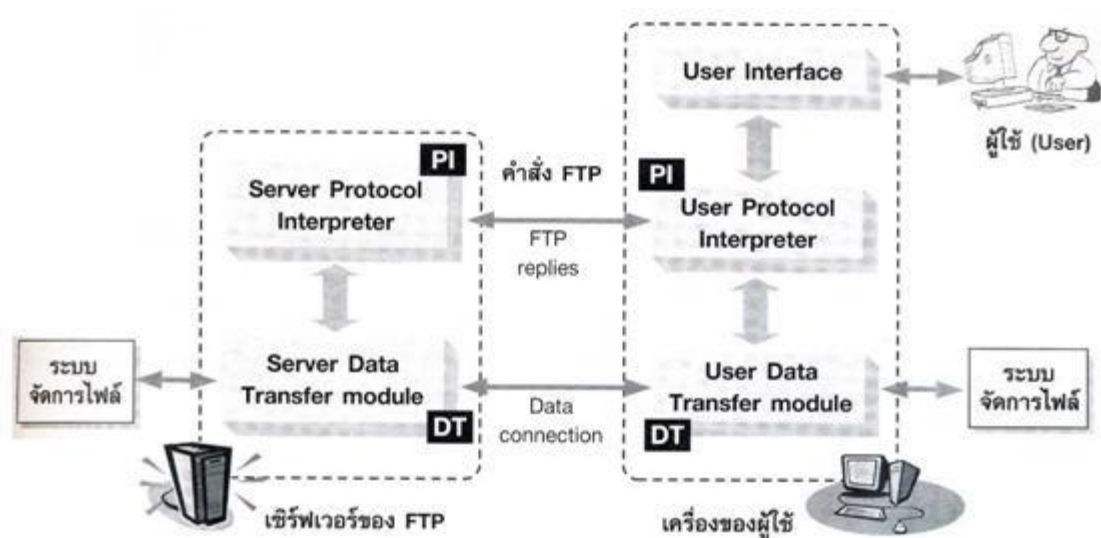 User Interface
ผู้ใช้ (User)
PI
Server Protocol
Interpreter
คำสั่ง FTP
FTP
replies
PI
User Protocol
Interpreter
ระบบ
จัดการไฟล์
Server Data
Transfer module
DT
Data
connection
User Data
Transfer module
DT
ระบบ
จัดการไฟล์
เซิร์ฟเวอร์ของ FTP
เครื่องของผู้ใช้